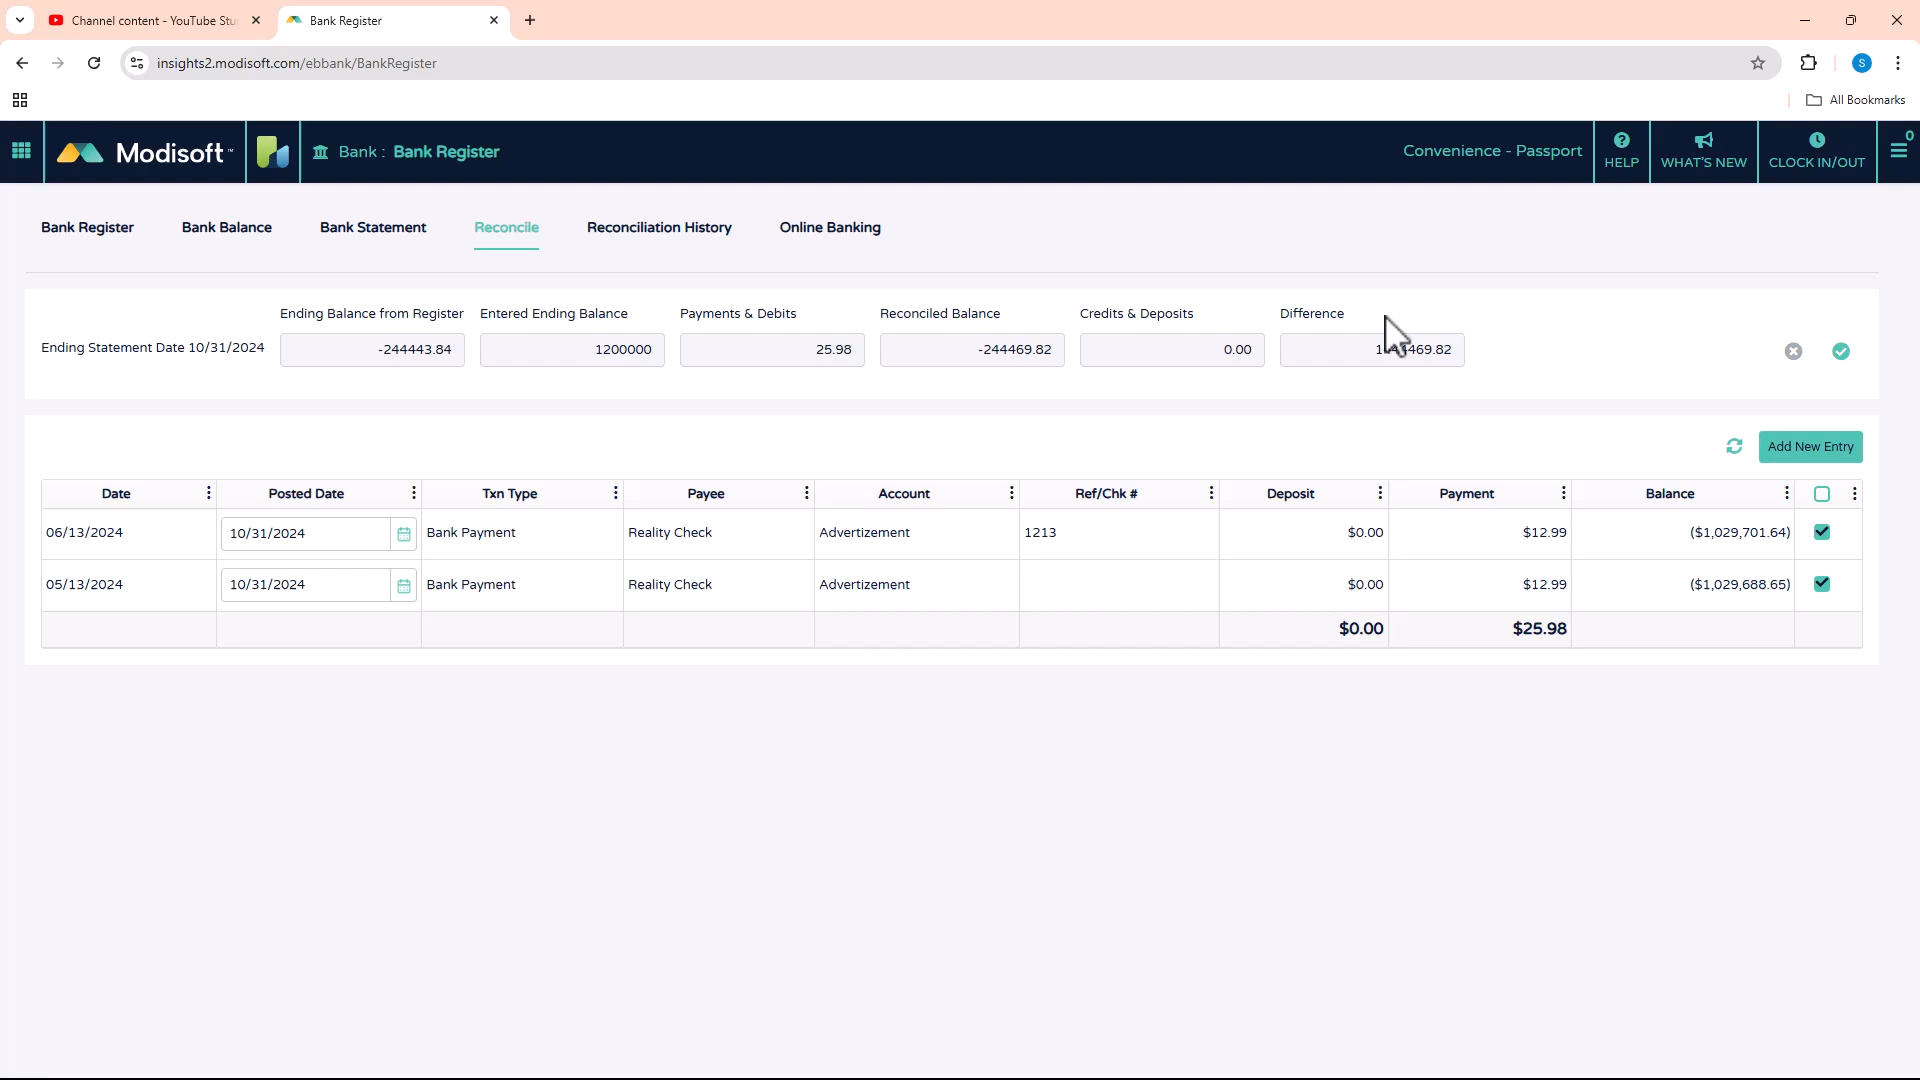 Channel content - YouTube Stu
Bank Register
insights2.modisoft.com/ebbank/BankRegister
S
All Bookmarks
Modisoft™
Bank : Bank Register
Convenience - Passport
HELP
WHAT'S NEW
CLOCK IN/OUT
0
Bank Register Bank Balance Bank Statement Reconcile Reconciliation History Online Banking
Ending Balance from Register Entered Ending Balance Payments & Debits Reconciled Balance Credits & Deposits Difference
Ending Statement Date 10/31/2024 -244443.84 1200000 25.98 -244469.82 0.00
Add New Entry
Date Posted Date Txn Type Payee Account Ref/Chk # Deposit Payment Balance
06/13/2024 10/31/2024 Bank Payment Reality Check Advertizement 1213 $0.00 $12.99 ($1,029,701.64)
05/13/2024 10/31/2024 Bank Payment Reality Check Advertizement $0.00 $12.99 ($1,029,688.65)
$0.00 $25.98